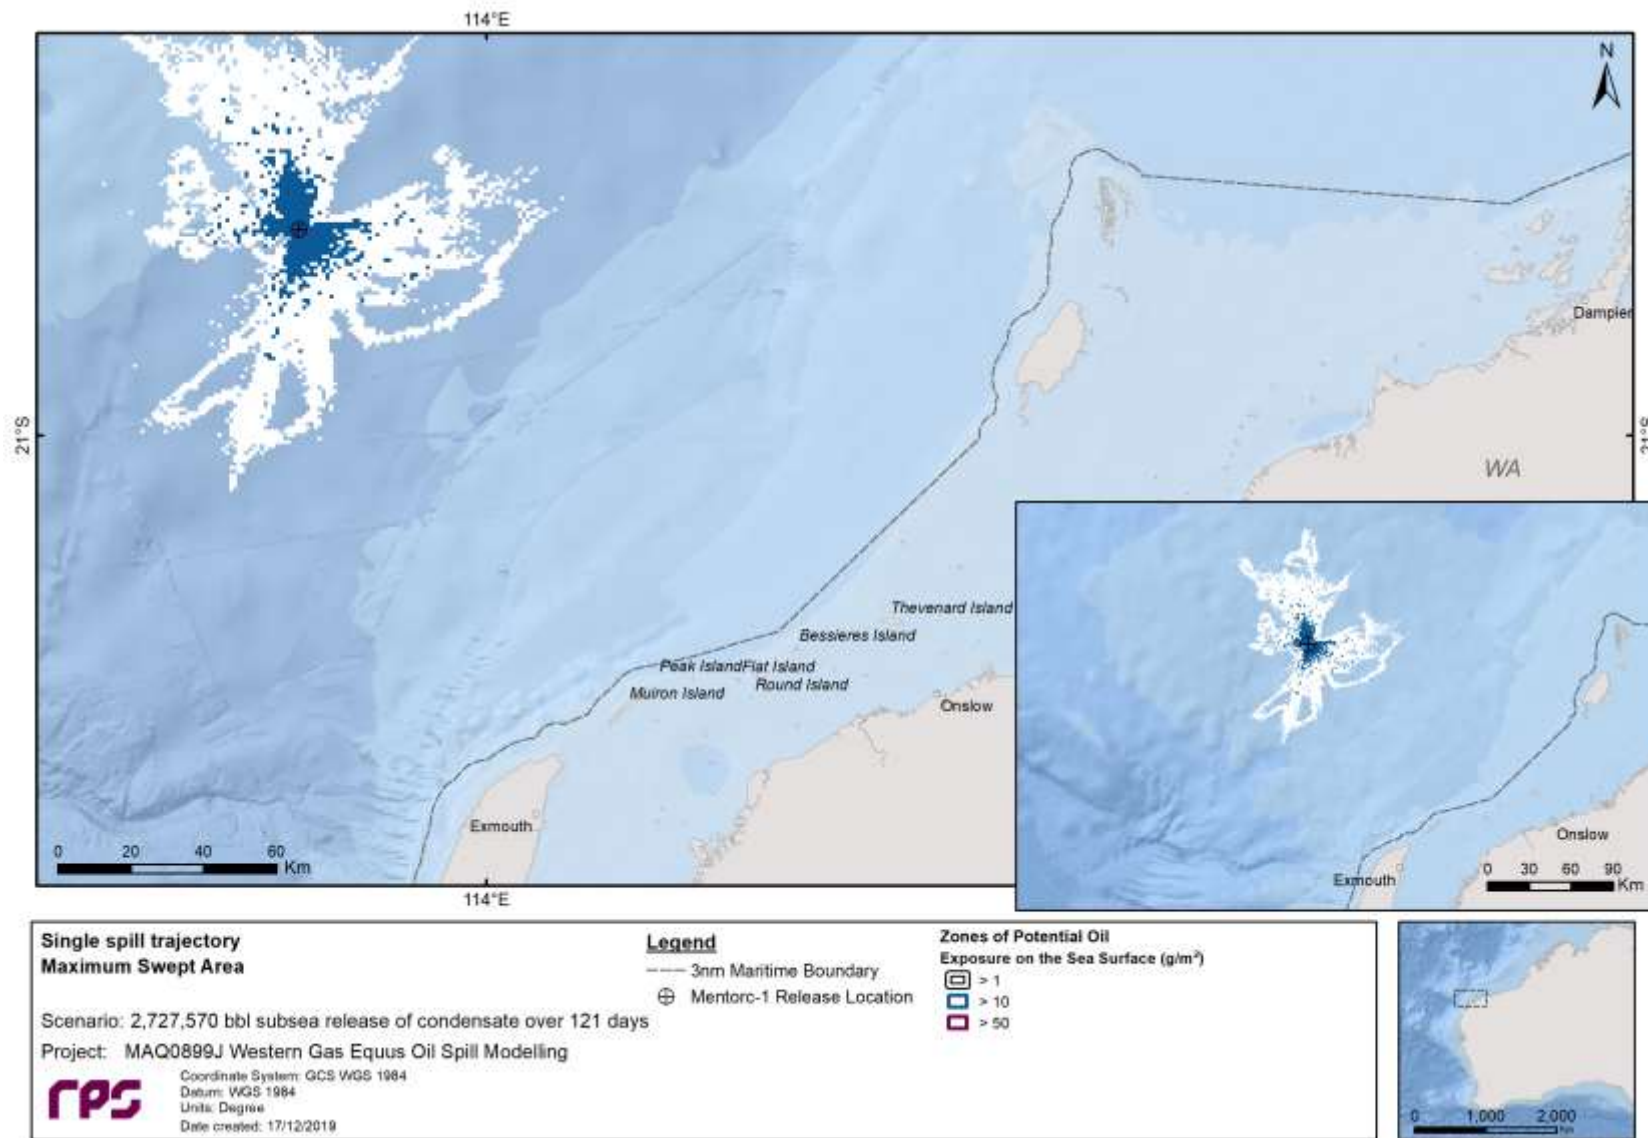 114°E
N
21°S
21°S
Dampier
WA
Thevenard Island
Bessieres Island
Peak Island Flat Island
Muiron Island
Round Island
Onslow
Exmouth
0 20 40 60
Km
114°E
Onslow
Exmouth
0 30 60 90
Km
Single spill trajectory
Maximum Swept Area
Scenario: 2,727,570 bbl subsea release of condensate over 121 days
Project: MAQ0899J Western Gas Equus Oil Spill Modelling
rps
Coordinate System: GCS WGS 1984
Datum: WGS 1984
Units: Degree
Date created: 17/12/2019
Legend
3nm Maritime Boundary
Mentorc-1 Release Location
Zones of Potential Oil
Exposure on the Sea Surface (g/m²)
> 1
> 10
> 50
0 1,000 2,000
Km